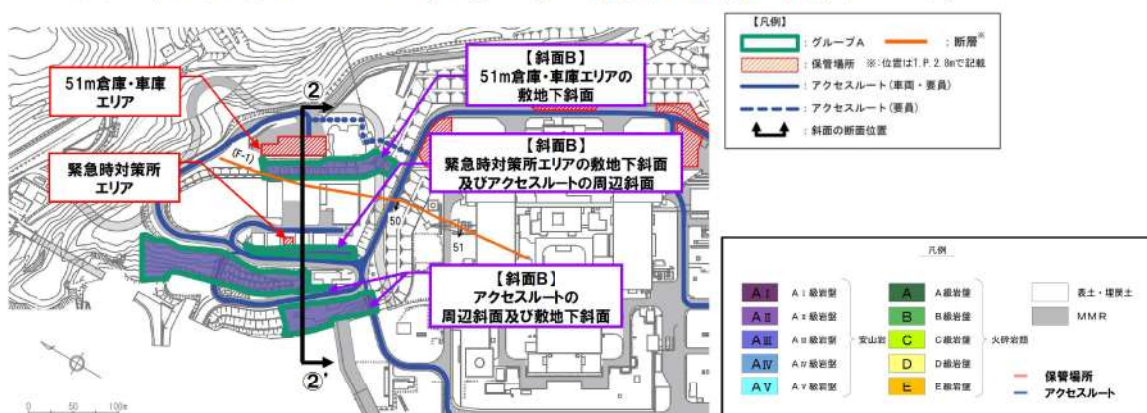 【凡例】
：グループA
：断層※
：保管場所 ※:位置はT.P.2.8mで記載
：アクセスルート(車両・要員)
：アクセスルート(要員)
：斜面の断面位置
51m倉庫・車庫
エリア
緊急時対策所
エリア
【斜面B】
51m倉庫・車庫エリアの
敷地下斜面
【斜面B】
緊急時対策所エリアの敷地下斜面
及びアクセスルートの周辺斜面
【斜面B】
アクセスルートの
周辺斜面及び敷地下斜面
②
(F-1)
50
51
②'
0 50 100m
凡例
AⅠ AⅠ級岩盤
AⅡ AⅡ級岩盤
AⅢ AⅢ級岩盤
AⅣ AⅣ級岩盤
AⅤ AⅤ級岩盤
安山岩
A A級岩盤
B B級岩盤
C C級岩盤
D D級岩盤
E E級岩盤
火砕岩類
表土・埋戻土
MMR
保管場所
アクセスルート